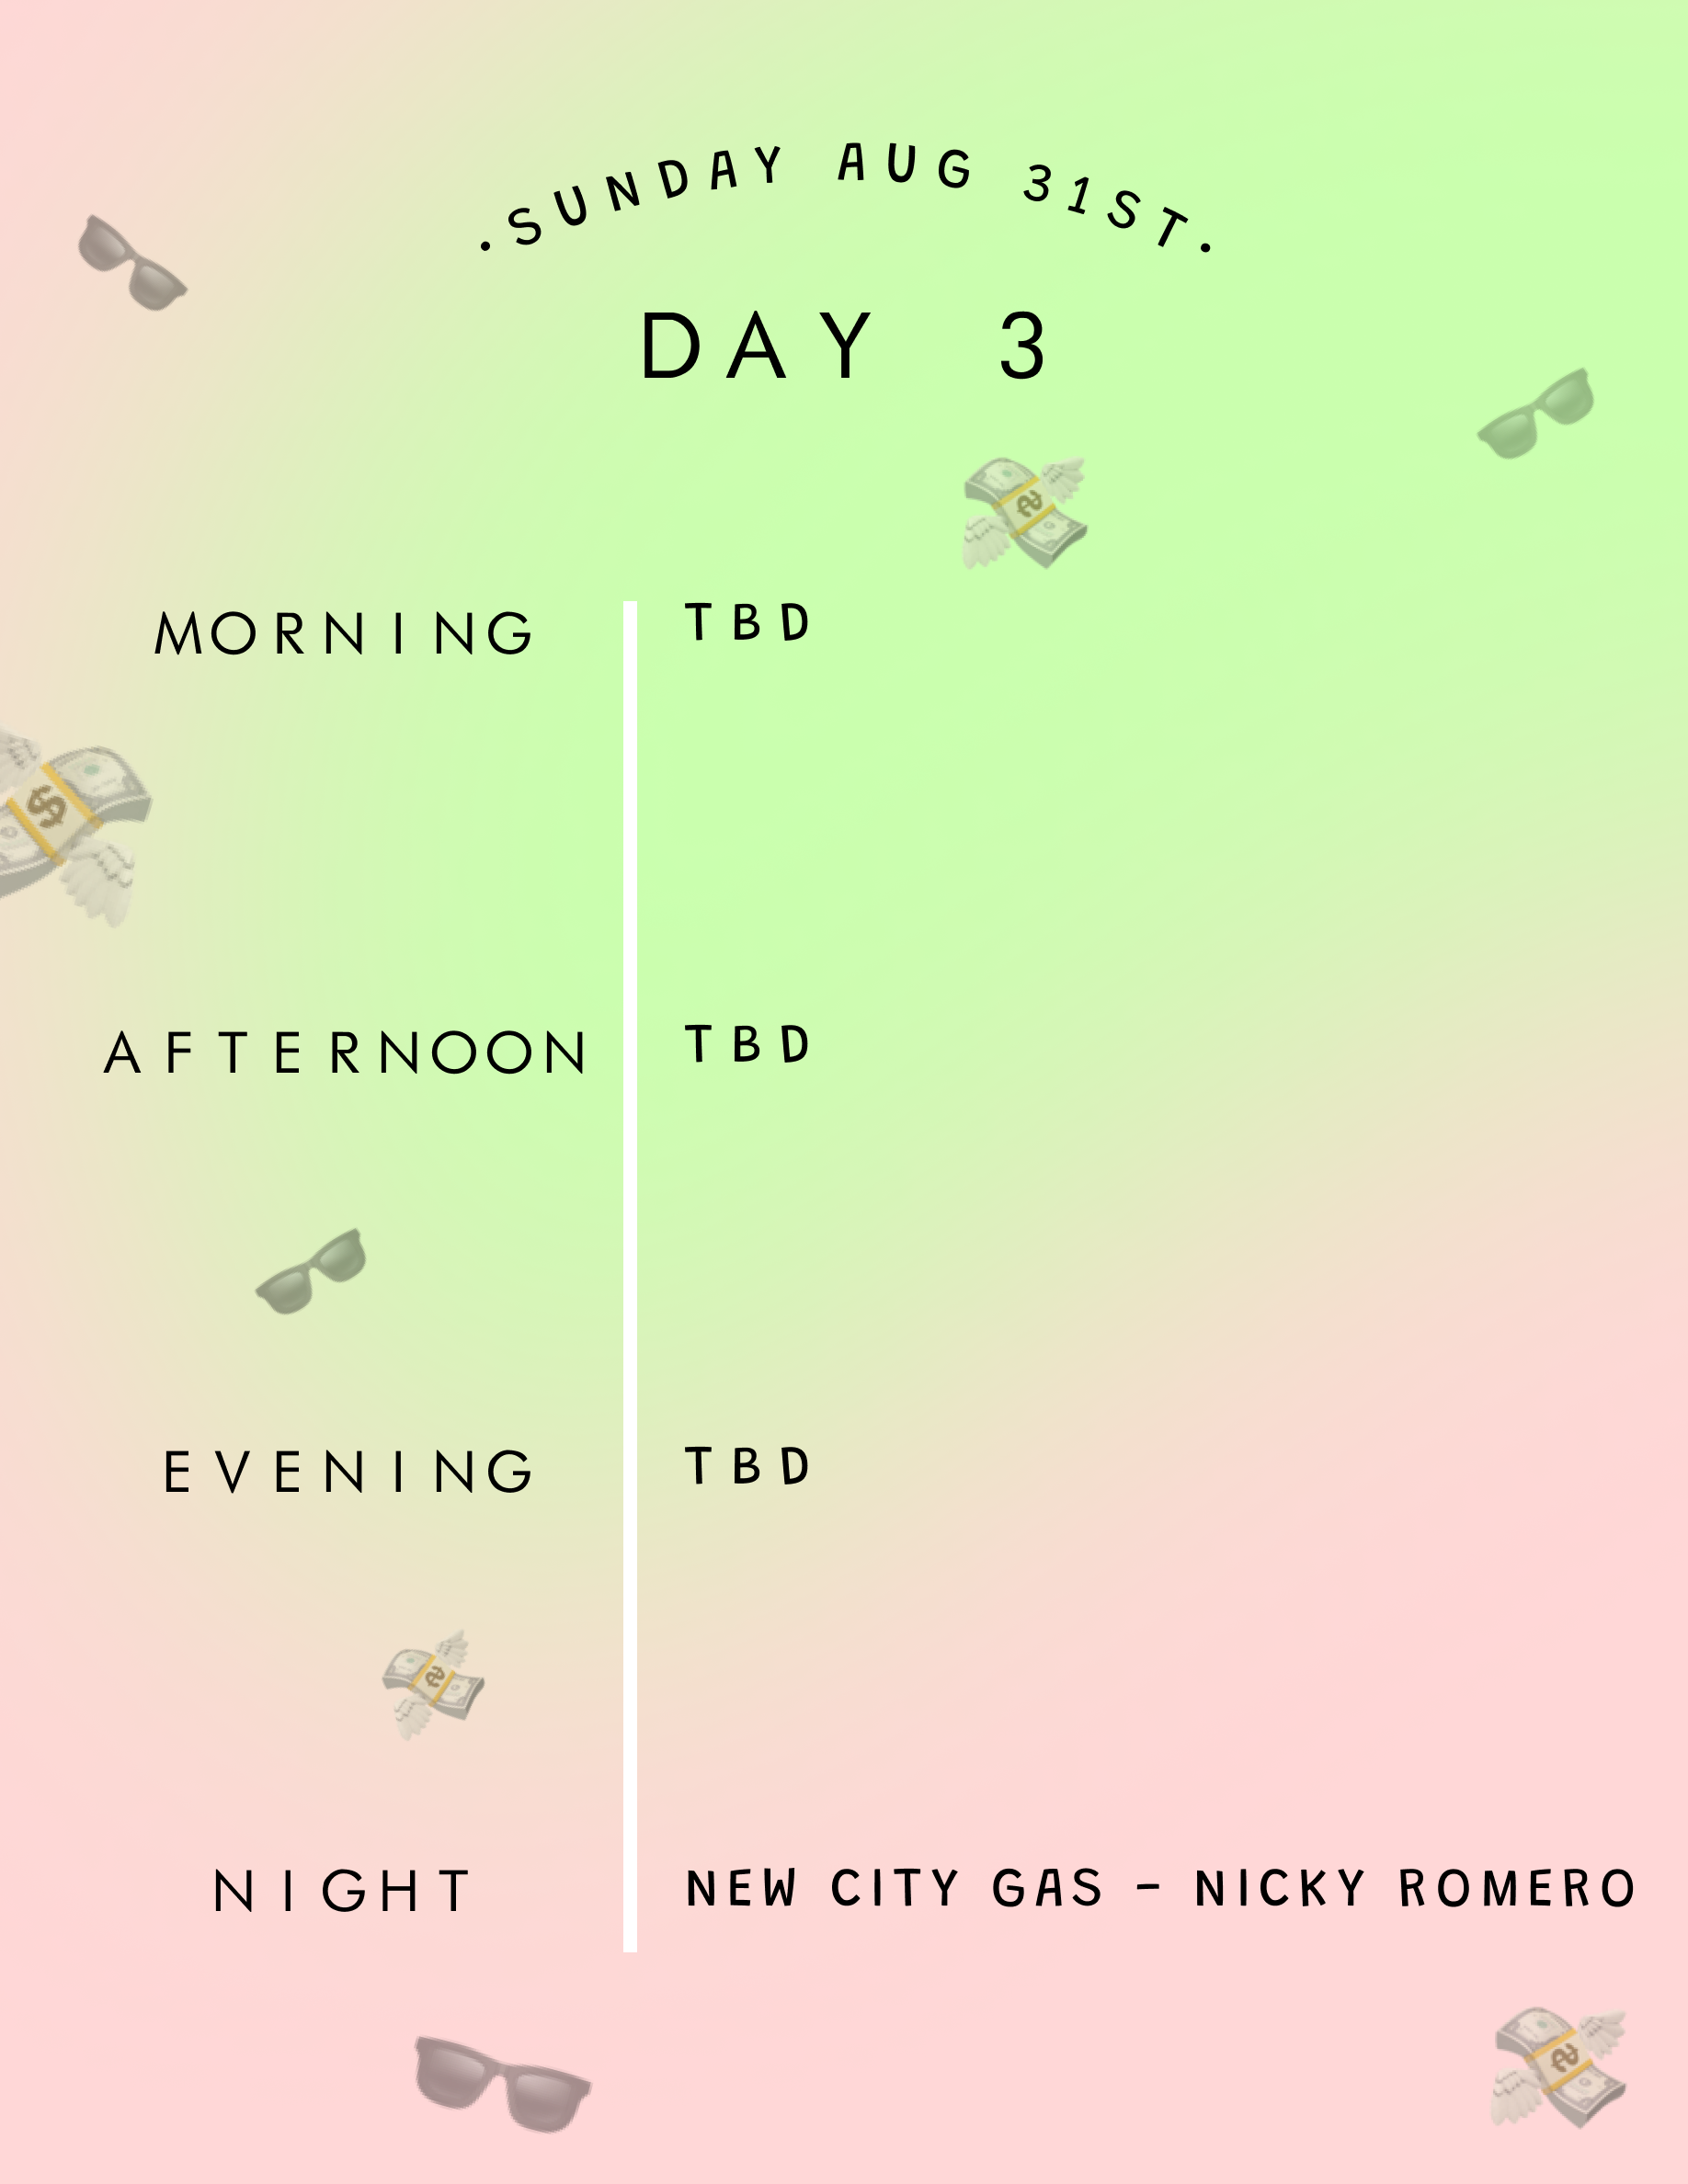 .SUNDAY AUG 31ST.
DAY 3
MORNING
TBD
AFTERNOON
TBD
EVENING
TBD
NIGHT
NEW CITY GAS - NICKY ROMERO